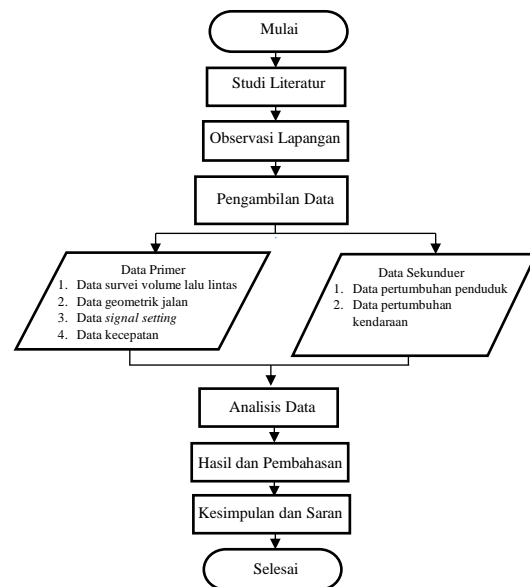 Mulai
Studi Literatur
Observasi Lapangan
Pengambilan Data
Data Primer
1. Data survei volume lalu lintas
2. Data geometrik jalan
3. Data signal setting
4. Data kecepatan
Data Sekunduer
1. Data pertumbuhan penduduk
2. Data pertumbuhan
kendaraan
Analisis Data
Hasil dan Pembahasan
Kesimpulan dan Saran
Selesai